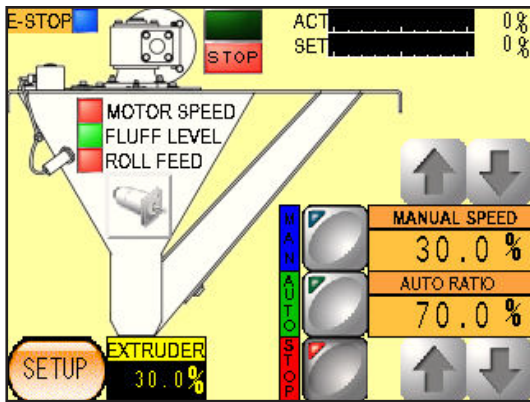 E-STOP
STOP
ACT 0%
SET 0%
MOTOR SPEED
FLUFF LEVEL
ROLL FEED
MAN
MANUAL SPEED
30.0 %
AUTO
AUTO RATIO
70.0 %
STOP
SETUP
EXTRUDER
30.0%